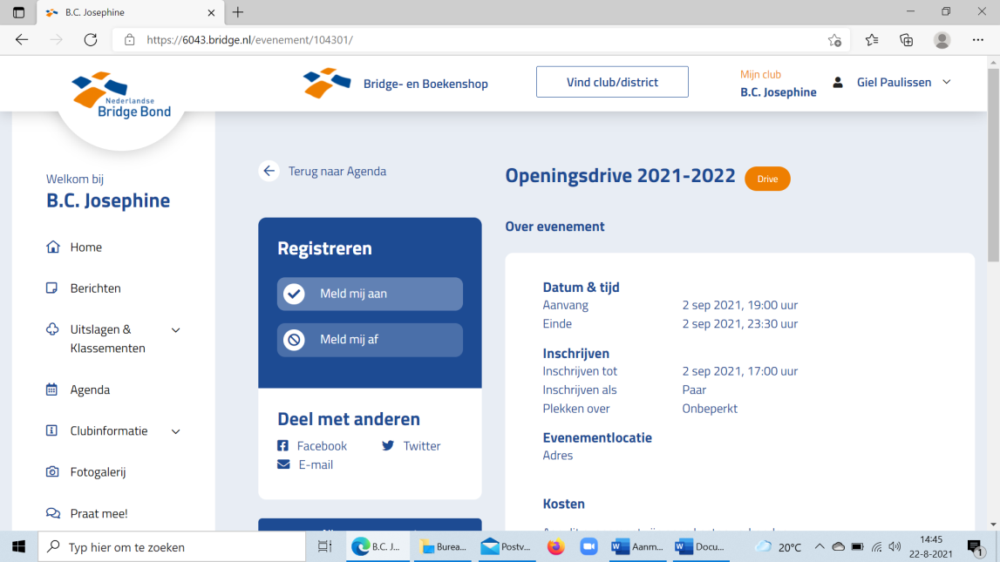 B.C. Josephine
https://6043.bridge.nl/evenement/104301/
Nederlandse
Bridge Bond
Bridge- en Boekenshop
Vind club/district
Mijn club
B.C. Josephine
Giel Paulissen
Welkom bij
B.C. Josephine
Home
Berichten
Uitslagen &
Klassementen
Agenda
Clubinformatie
Fotogalerij
Praat mee!
Terug naar Agenda
Registreren
Meld mij aan
Meld mij af
Deel met anderen
Facebook Twitter
E-mail
Openingsdrive 2021-2022 Drive
Over evenement
Datum & tijd
Aanvang 2 sep 2021, 19:00 uur
Einde 2 sep 2021, 23:30 uur
Inschrijven
Inschrijven tot 2 sep 2021, 17:00 uur
Inschrijven als Paar
Plekken over Onbeperkt
Evenementlocatie
Adres
Kosten
Typ hier om te zoeken
B.C. J...
Burea...
Postv...
Aanm...
Docu...
20°C
14:45
22-8-2021
1